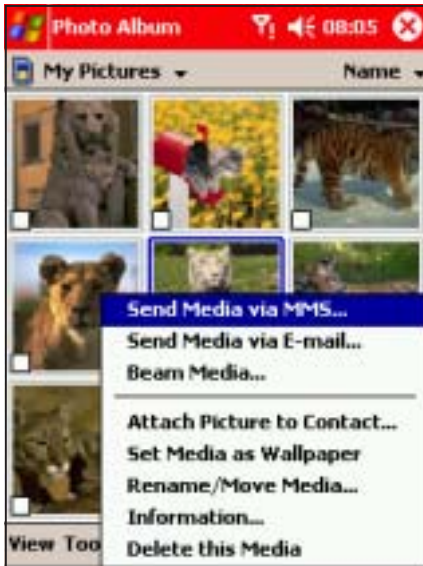 Photo Album 08:05
My Pictures Name
Send Media via MMS...
Send Media via E-mail...
Beam Media...
Attach Picture to Contact...
Set Media as Wallpaper
Rename/Move Media...
Information...
View Too
Delete this Media